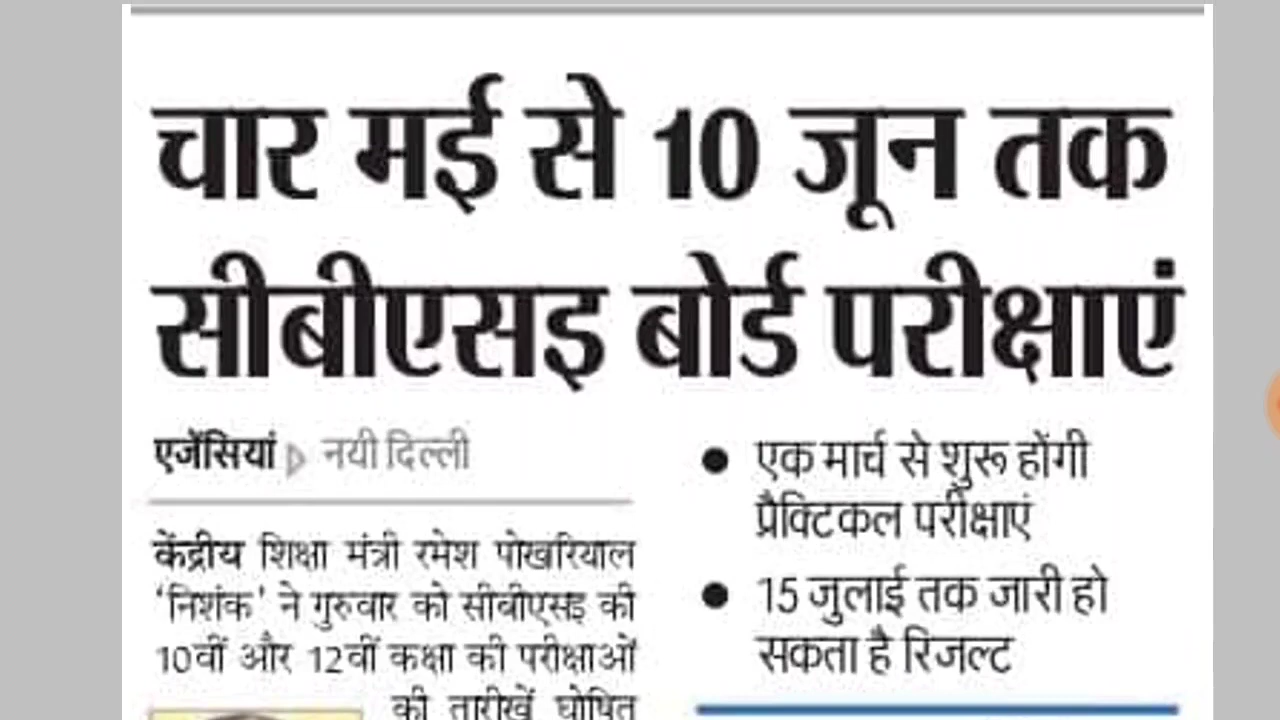 चार मई से 10 जून तक
सीबीएसइ बोर्ड परीक्षाएं
एजेंसियां ▷ नयी दिल्ली
केंद्रीय शिक्षा मंत्री रमेश पोखरियाल
‘निशंक’ ने गुरुवार को सीबीएसइ की
10वीं और 12वीं कक्षा की परीक्षाओं
की तारीखें घोषित
• एक मार्च से शुरू होंगी
प्रैक्टिकल परीक्षाएं
• 15 जुलाई तक जारी हो
सकता है रिजल्ट